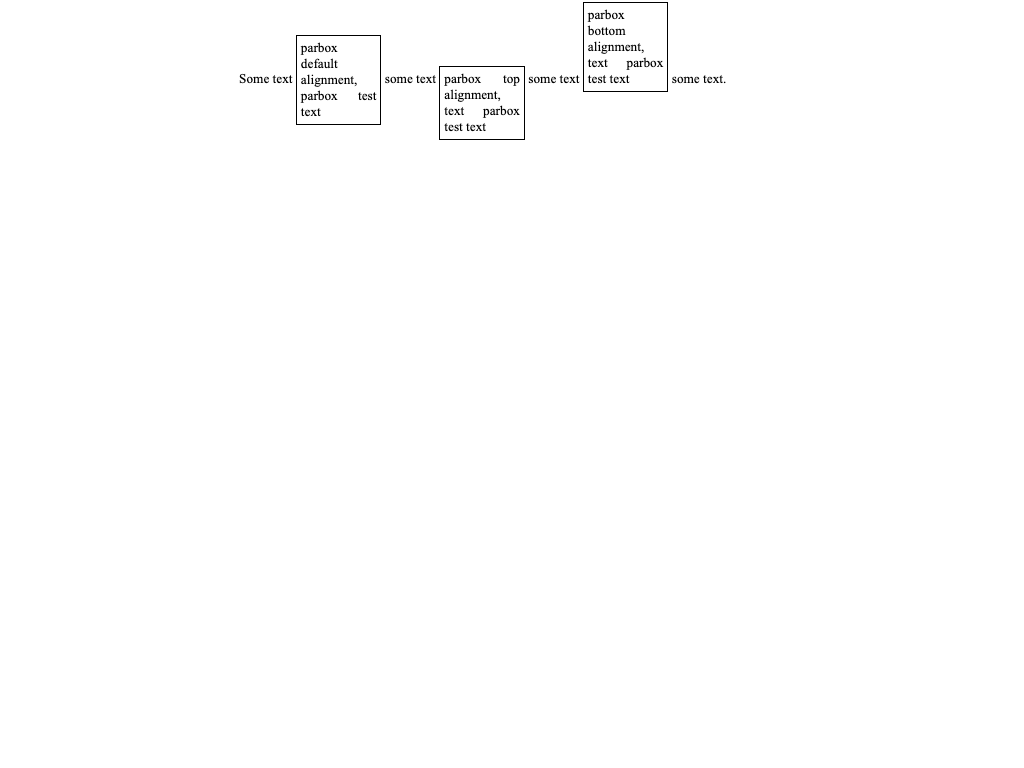 Some text
parbox
default
alignment,
parbox test
text
some text
parbox top
alignment,
text parbox
test text
some text
parbox
bottom
alignment,
text parbox
test text
some text.